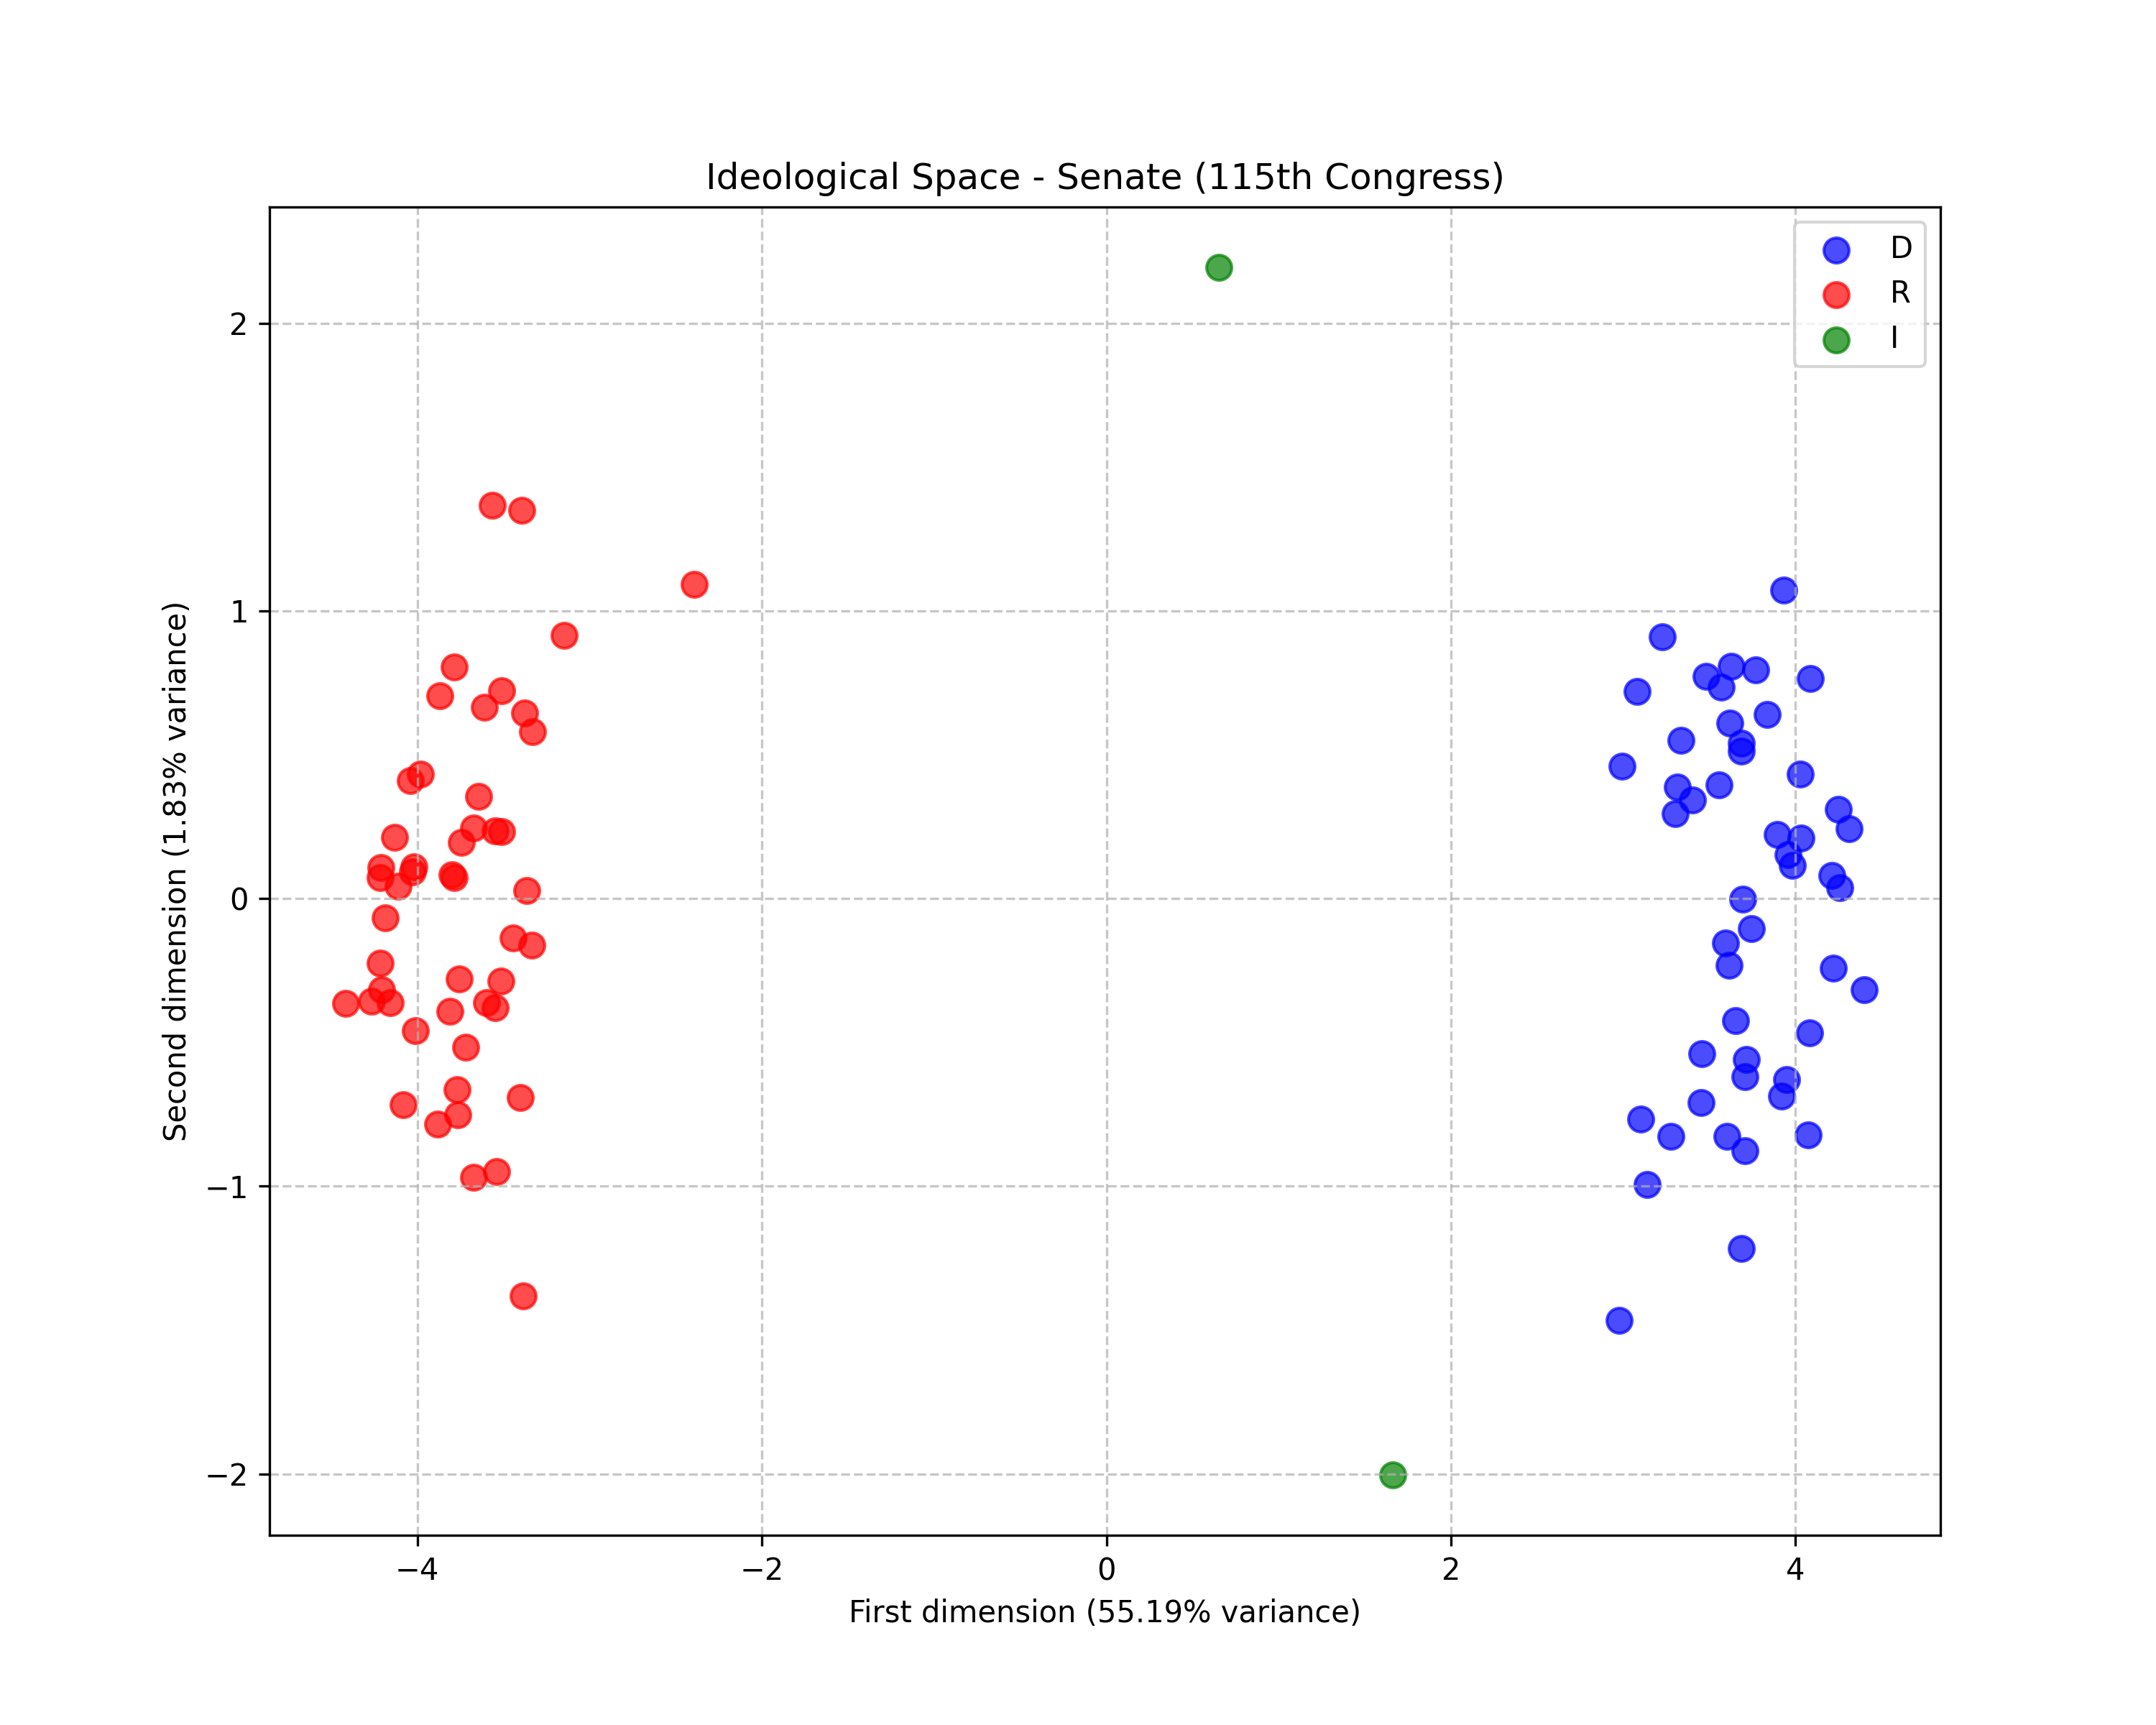 Ideological Space - Senate (115th Congress)
D
R
I
2
1
0
−1
−2
Second dimension (1.83% variance)
−4
−2
0
2
4
First dimension (55.19% variance)